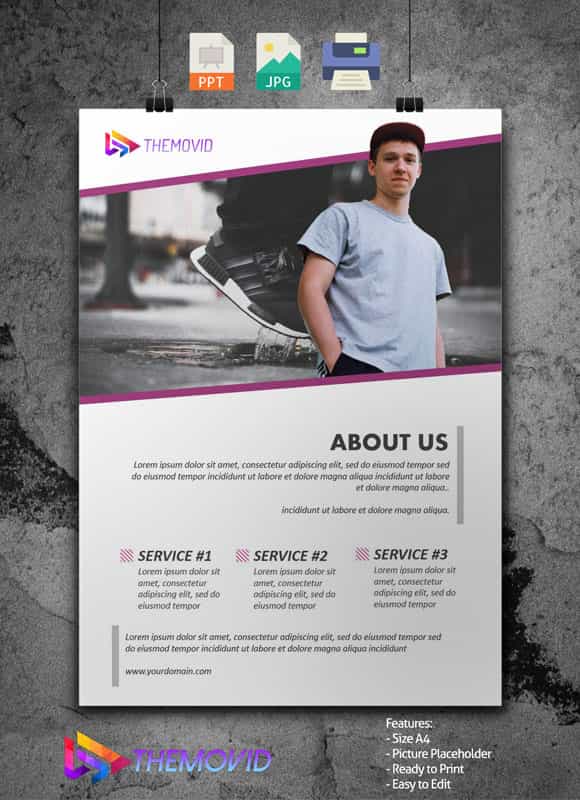 PPT
JPG
THEMOVID
ABOUT US
Lorem ipsum dolor sit amet, consectetur adipiscing elit, sed do eiusmod tempor sed
do eiusmod tempor incididunt ut labore et dolore magna aliqua incididunt ut labore
et dolore magna aliqua..
incididunt ut labore et dolore magna aliqua.
SERVICE #1
Lorem ipsum dolor sit
amet, consectetur
adipiscing elit, sed do
eiusmod tempor
SERVICE #2
Lorem ipsum dolor sit
amet, consectetur
adipiscing elit, sed do
eiusmod tempor
SERVICE #3
Lorem ipsum dolor sit
amet, consectetur
adipiscing elit, sed do
eiusmod tempor
Lorem ipsum dolor sit amet, consectetur adipiscing elit, sed do eiusmod tempor sed
do eiusmod tempor incididunt ut labore et dolore magna aliqua incididunt
www.yourdomain.com
THEMOVID
Features:
- Size A4
- Picture Placeholder
- Ready to Print
- Easy to Edit